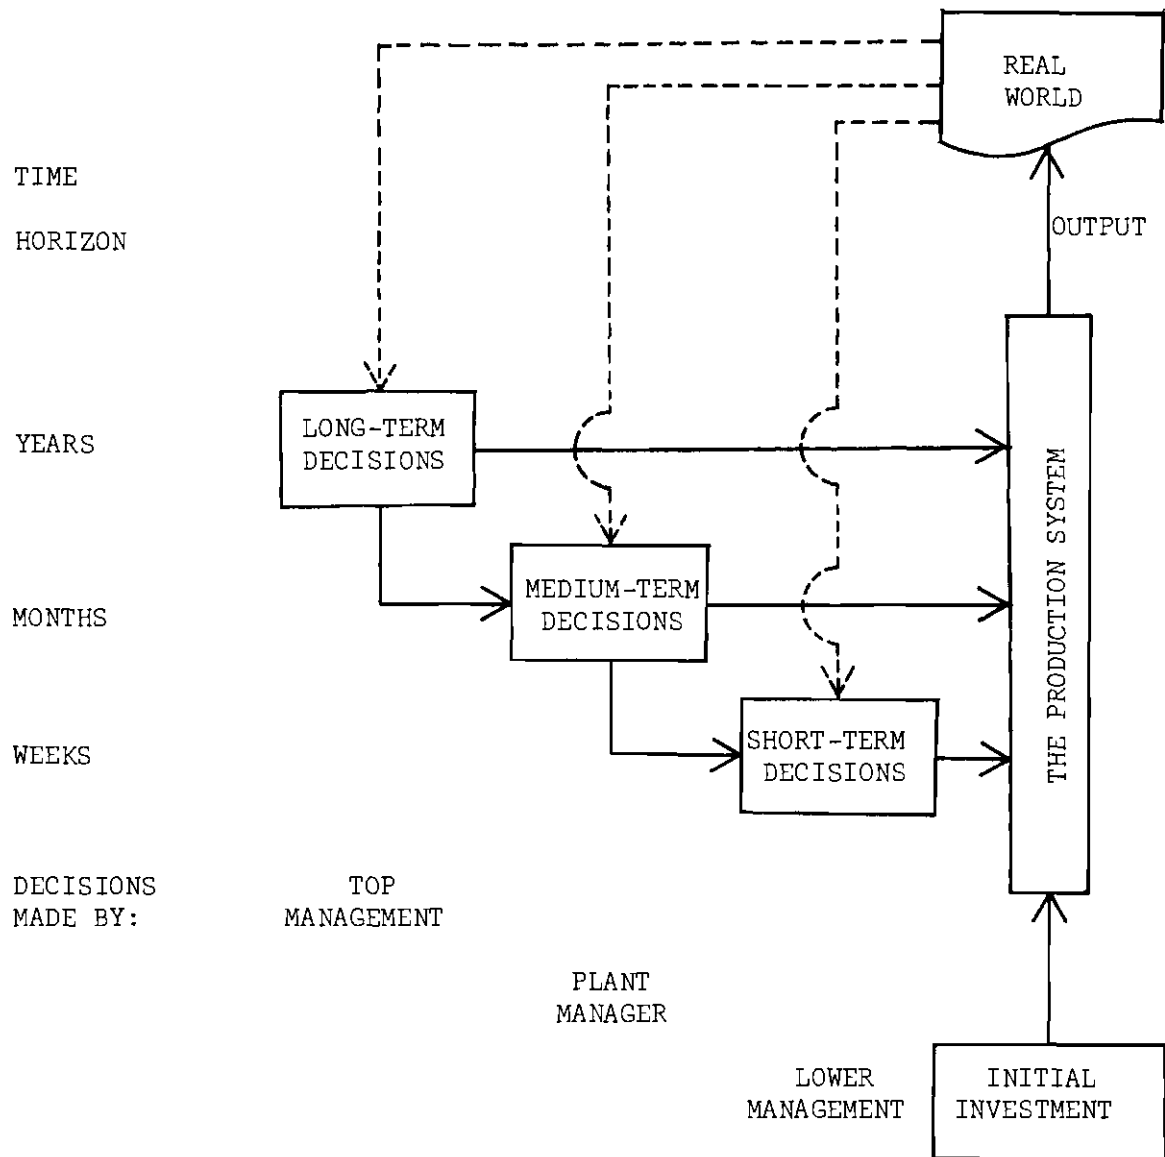 REAL
WORLD
TIME
HORIZON
OUTPUT
YEARS
LONG-TERM
DECISIONS
THE PRODUCTION SYSTEM
MONTHS
MEDIUM-TERM
DECISIONS
WEEKS
SHORT-TERM
DECISIONS
DECISIONS
MADE BY:
TOP
MANAGEMENT
PLANT
MANAGER
LOWER
MANAGEMENT
INITIAL
INVESTMENT